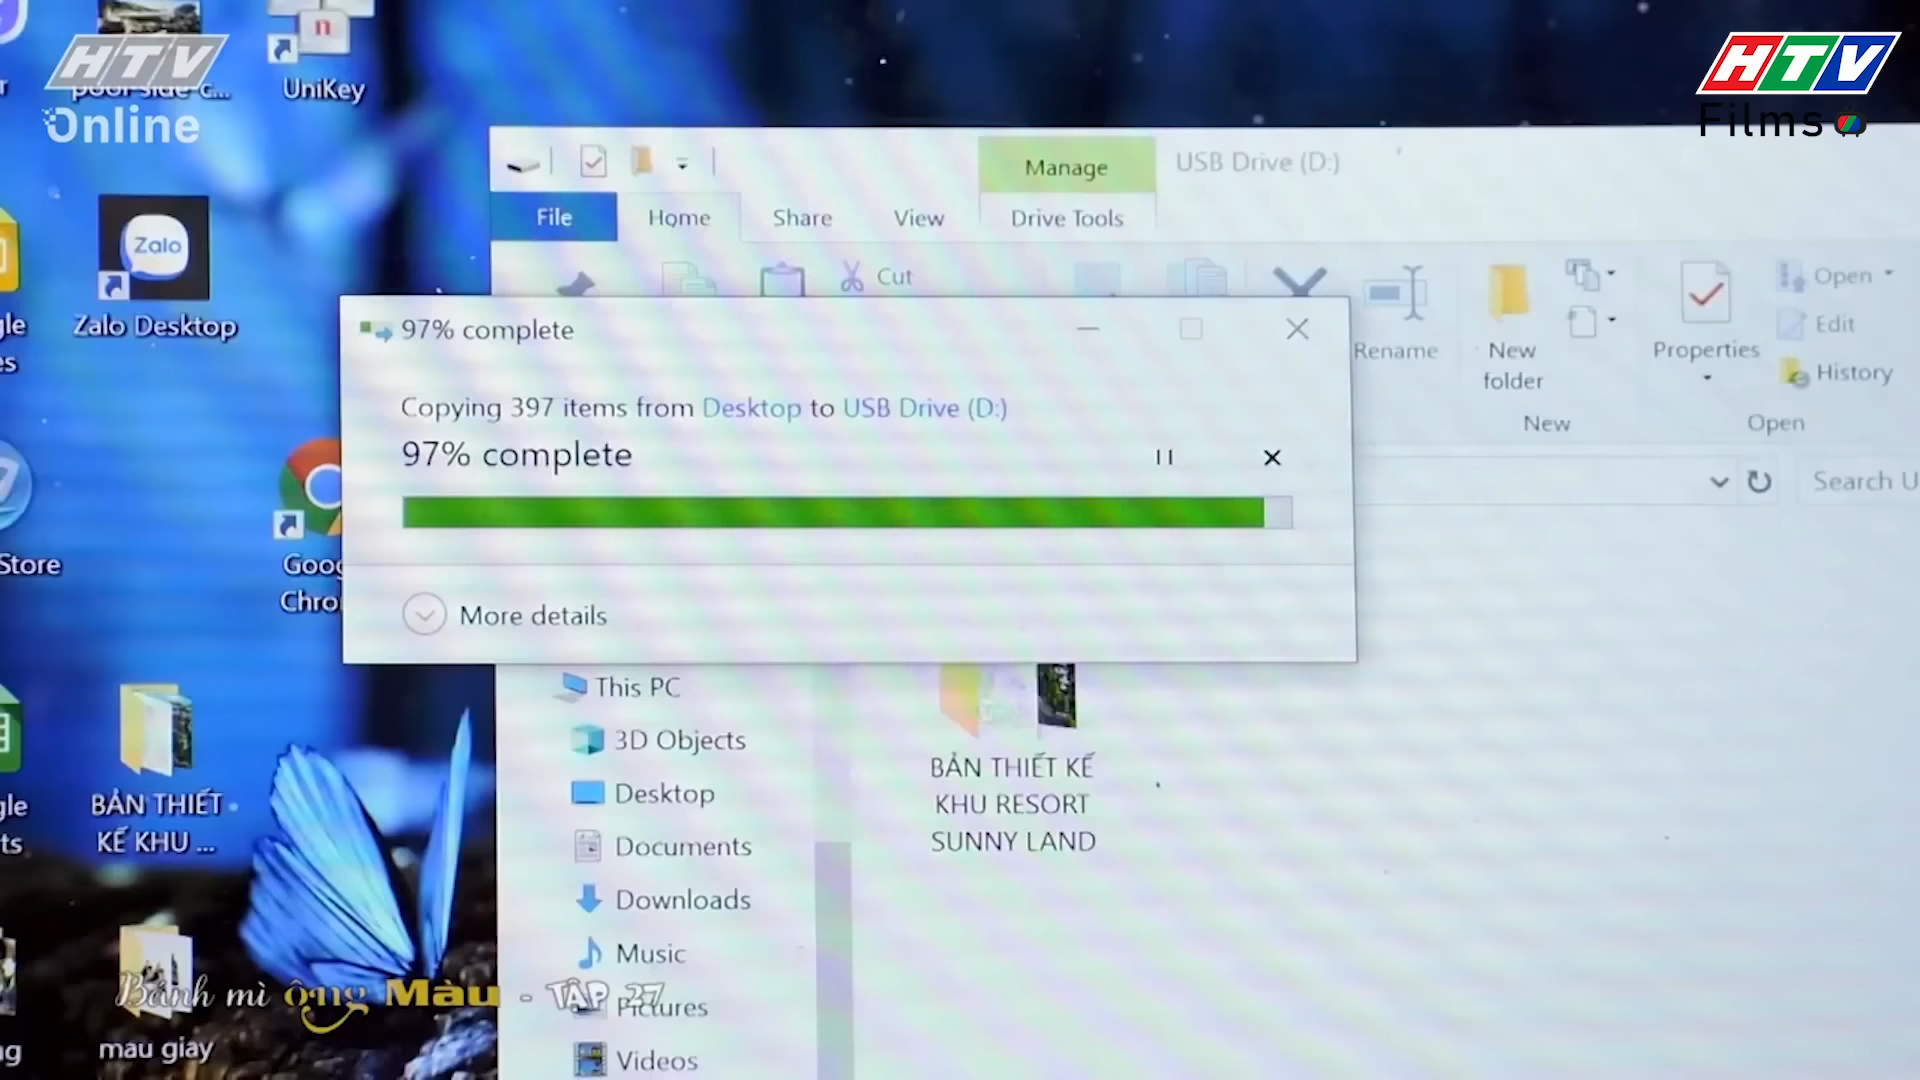 HTV
Online
HTV
Films
UniKey
Zalo
Zalo Desktop
Store
BẢN THIẾT
KẾ KHU ...
mau giay
Manage
USB Drive (D:)
File
Home
Share
View
Drive Tools
Cut
Rename
New
folder
Properties
Open
Edit
History
New
Open
97% complete
Copying 397 items from Desktop to USB Drive (D:)
97% complete
More details
This PC
3D Objects
Desktop
Documents
Downloads
Music
Pictures
Videos
BẢN THIẾT KẾ
KHU RESORT
SUNNY LAND
Bánh mì ông Màu - TẬP 27